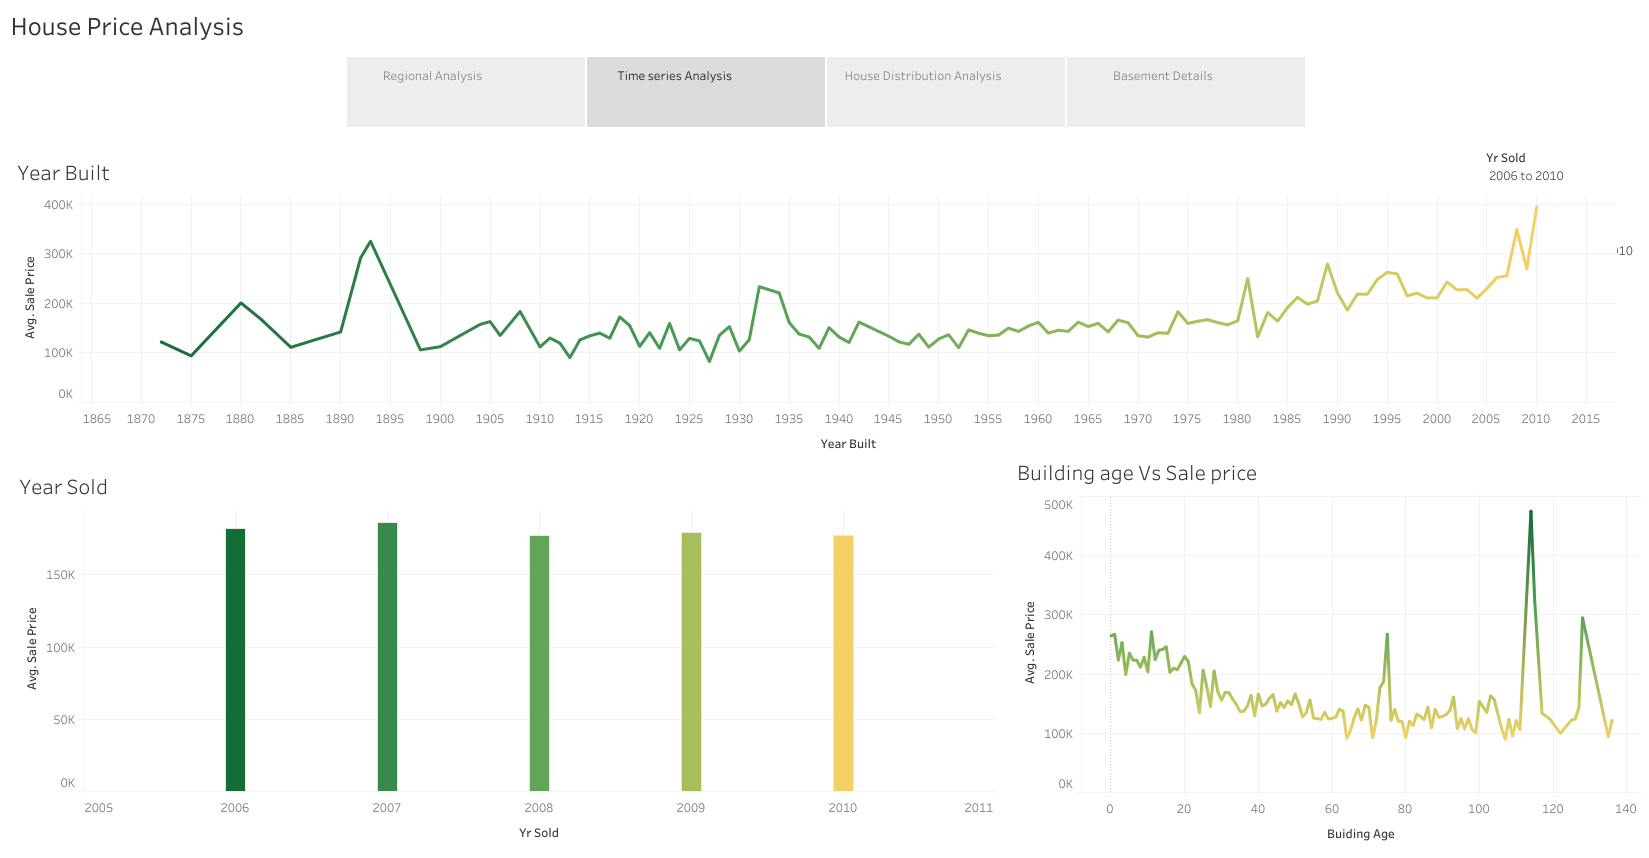 House Price Analysis
Regional Analysis
Time series Analysis
House Distribution Analysis
Basement Details
Year Built
Yr Sold
2006 to 2010
400K
300K
200K
100K
0K
Avg. Sale Price
10
1865 1870 1875 1880 1885 1890 1895 1900 1905 1910 1915 1920 1925 1930 1935 1940 1945 1950 1955 1960 1965 1970 1975 1980 1985 1990 1995 2000 2005 2010 2015
Year Built
Year Sold
150K
100K
50K
0K
Avg. Sale Price
2005 2006 2007 2008 2009 2010 2011
Yr Sold
Building age Vs Sale price
500K
400K
300K
200K
100K
0K
Avg. Sale Price
0 20 40 60 80 100 120 140
Buiding Age